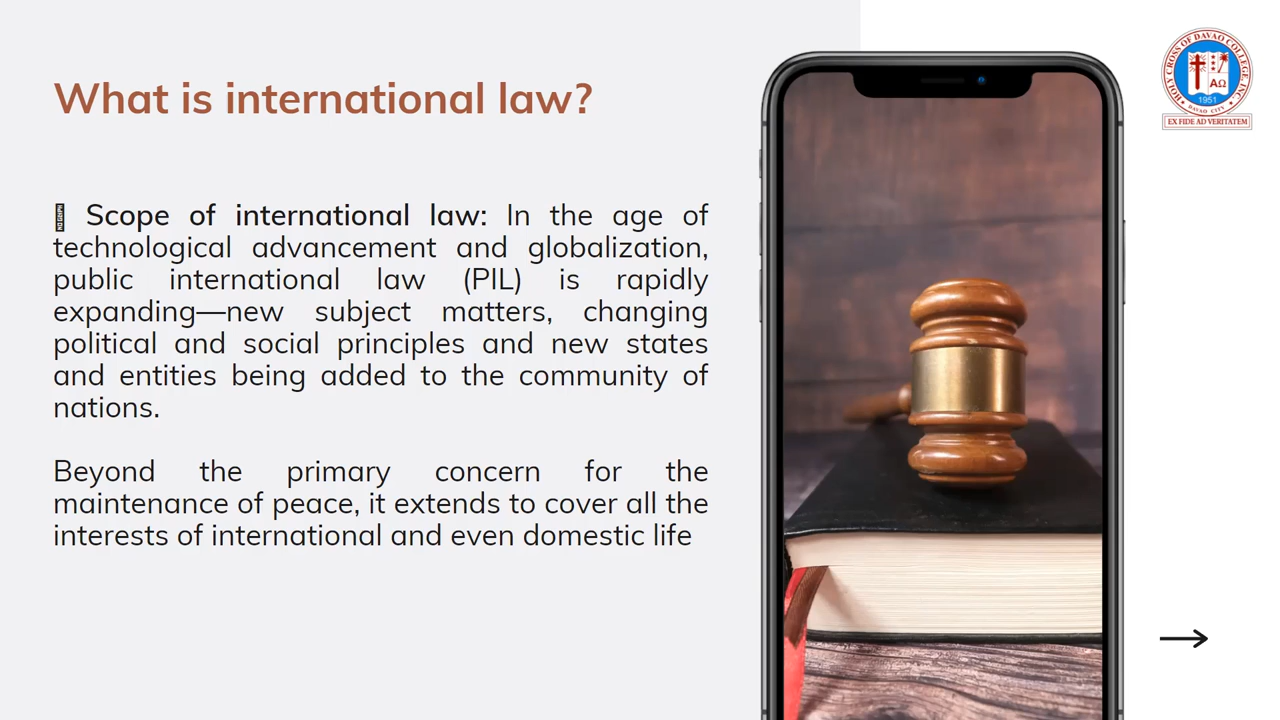 What is international law?
Scope of international law: In the age of
technological advancement and globalization,
public international law (PIL) is rapidly
expanding—new subject matters, changing
political and social principles and new states
and entities being added to the community of
nations.
Beyond the primary concern for the
maintenance of peace, it extends to cover all the
interests of international and even domestic life
HOLY CROSS OF DAVAO COLLEGE, INC.
ΑΩ
1951
DAVAO CITY
EX FIDE AD VERITATEM